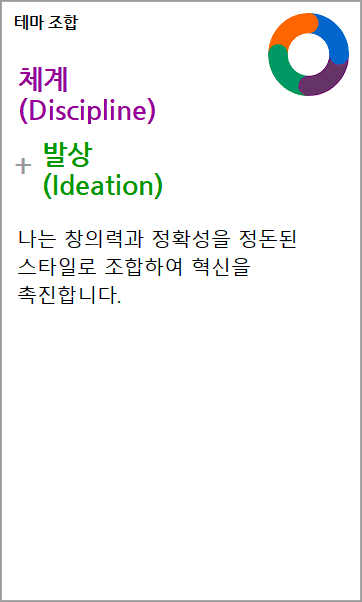 테마 조합
체계
(Discipline)
+ 발상
(Ideation)
나는 창의력과 정확성을 정돈된
스타일로 조합하여 혁신을
촉진합니다.